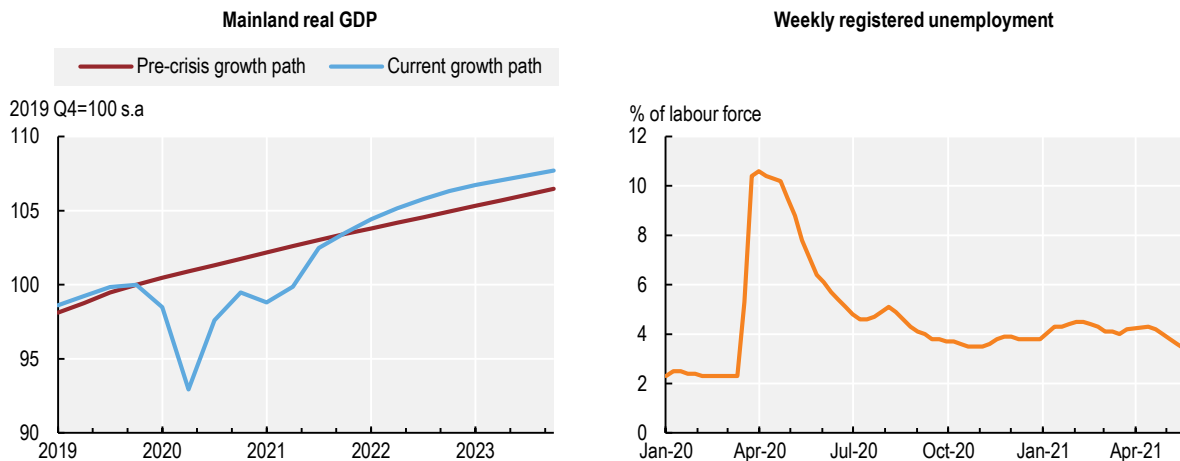 Mainland real GDP
Pre-crisis growth path
Current growth path
2019 Q4=100 s.a
110
105
100
95
90
2019
2020
2021
2022
2023
Weekly registered unemployment
% of labour force
12
10
8
6
4
2
0
Jan-20
Apr-20
Jul-20
Oct-20
Jan-21
Apr-21